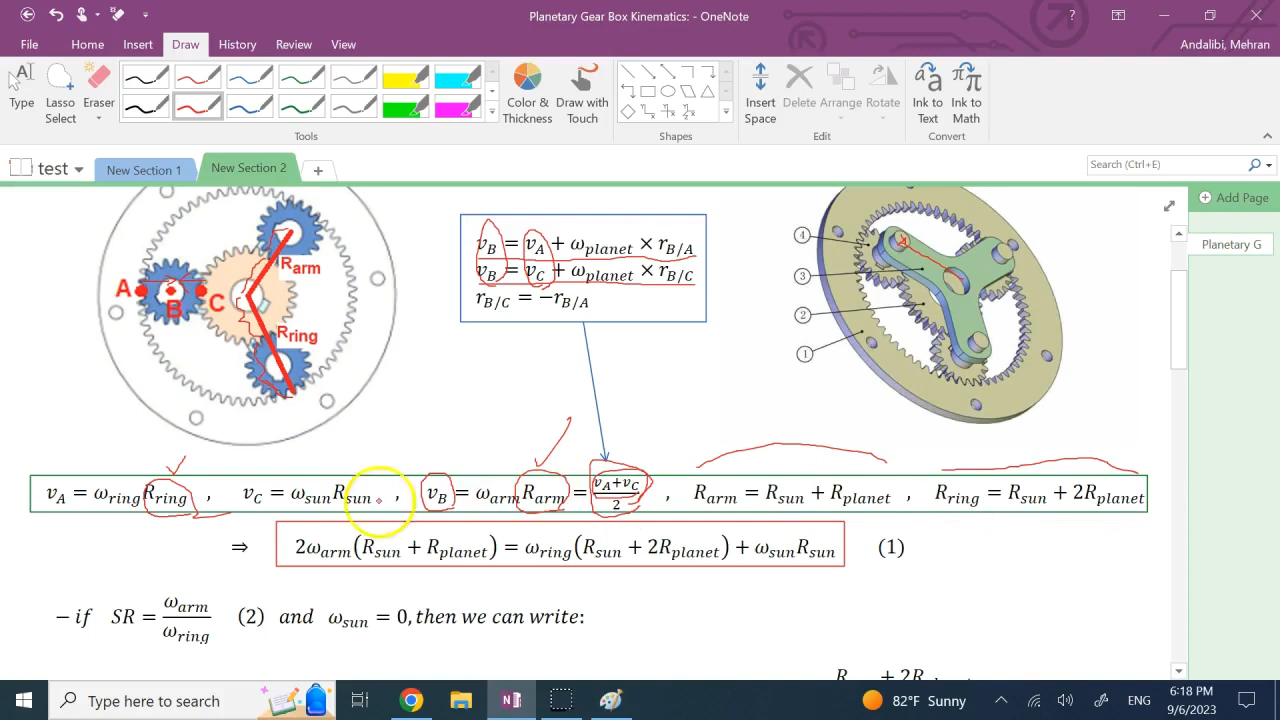 Planetary Gear Box Kinematics: - OneNote
?
File Home Insert Draw History Review View
Andalibi, Mehran
Type
Lasso Select
Eraser
Color & Thickness
Draw with Touch
Insert Space
Delete
Arrange
Rotate
Ink to Text
Ink to Math
Tools
Shapes
Edit
Convert
test
New Section 1
New Section 2
+
Search (Ctrl+E)
Add Page
Planetary G
A
B
C
R_arm
R_ring
v_B = v_A + ω_planet × r_B/A
v_B = v_C + ω_planet × r_B/C
r_B/C = −r_B/A
4
3
2
1
v_A = ω_ring R_ring , v_C = ω_sun R_sun , v_B = ω_arm R_arm = (v_A + v_C)/2 , R_arm = R_sun + R_planet , R_ring = R_sun + 2R_planet
⇒ 2ω_arm(R_sun + R_planet) = ω_ring(R_sun + 2R_planet) + ω_sun R_sun (1)
− if SR = ω_arm/ω_ring (2) and ω_sun = 0, then we can write:
Type here to search
82°F Sunny
ENG
6:18 PM
9/6/2023